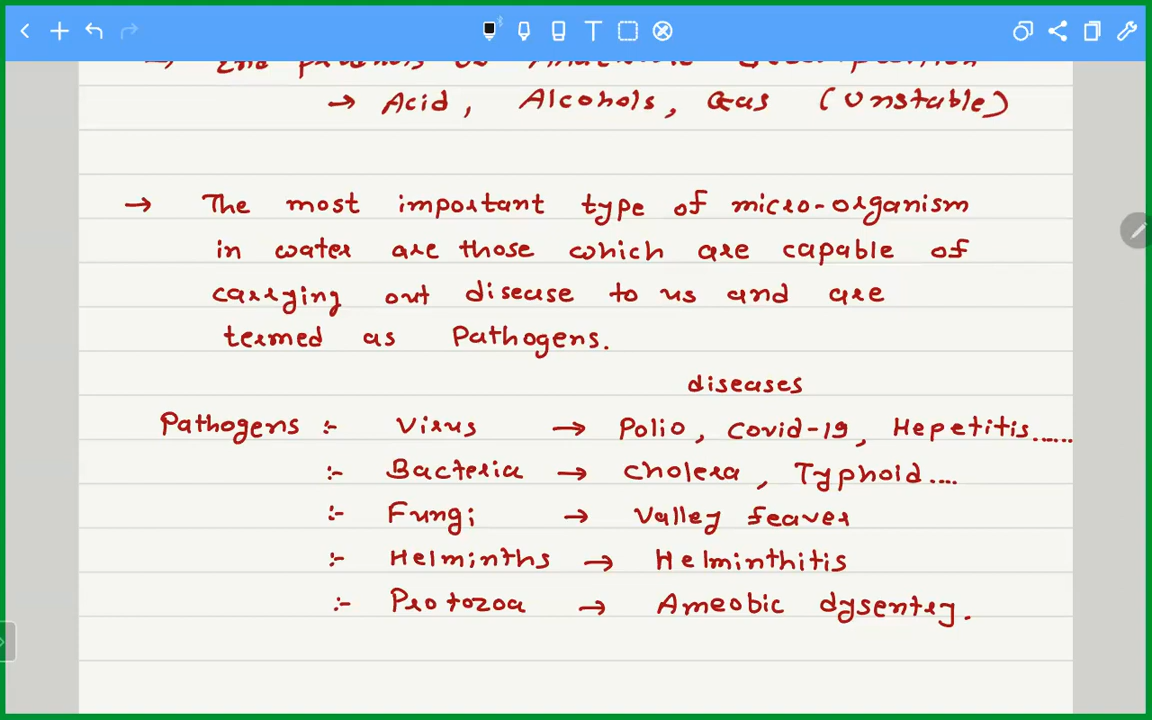 → Acid, Alcohols, Gas (Unstable)
→ The most important type of micro-organism
in water are those which are capable of
carrying out disease to us and are
termed as Pathogens.
diseases
Pathogens :- Virus → Polio, Covid-19, Hepetitis......
:- Bacteria → Cholera, Typhoid....
:- Fungi → Valley feaver
:- Helminths → Helminthitis
:- Protozoa → Ameobic dysentry.